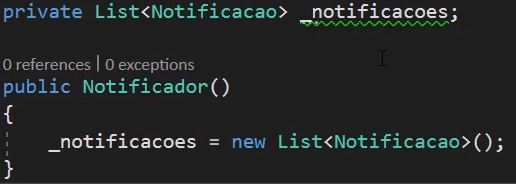 private List<Notificacao> _notificacoes;
0 references | 0 exceptions
public Notificador()
{
_notificacoes = new List<Notificacao>();
}